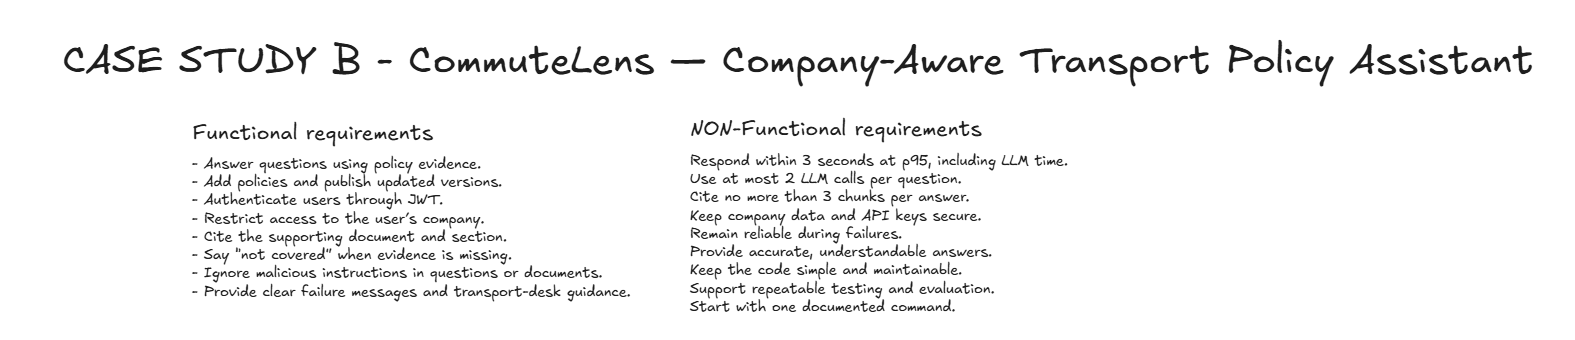 CASE STUDY B - CommuteLens — Company-Aware Transport Policy Assistant
Functional requirements
- Answer questions using policy evidence.
- Add policies and publish updated versions.
- Authenticate users through JWT.
- Restrict access to the user's company.
- Cite the supporting document and section.
- Say "not covered" when evidence is missing.
- Ignore malicious instructions in questions or documents.
- Provide clear failure messages and transport-desk guidance.
NON-Functional requirements
Respond within 3 seconds at p95, including LLM time.
Use at most 2 LLM calls per question.
Cite no more than 3 chunks per answer.
Keep company data and API keys secure.
Remain reliable during failures.
Provide accurate, understandable answers.
Keep the code simple and maintainable.
Support repeatable testing and evaluation.
Start with one documented command.